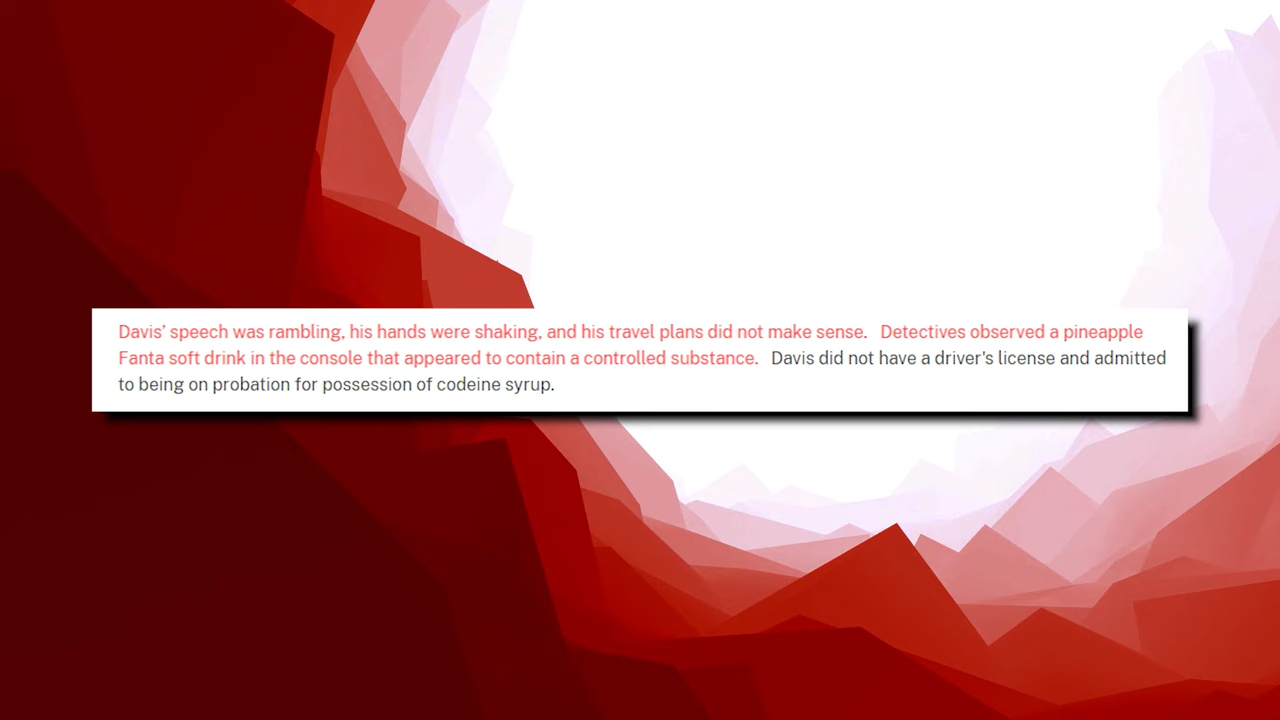 Davis’ speech was rambling, his hands were shaking, and his travel plans did not make sense. Detectives observed a pineapple
Fanta soft drink in the console that appeared to contain a controlled substance. Davis did not have a driver's license and admitted
to being on probation for possession of codeine syrup.